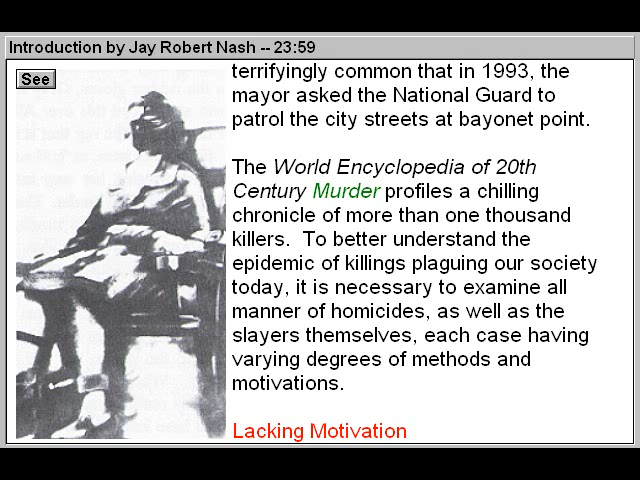 Introduction by Jay Robert Nash -- 23:59
See
terrifyingly common that in 1993, the
mayor asked the National Guard to
patrol the city streets at bayonet point.
The World Encyclopedia of 20th
Century Murder profiles a chilling
chronicle of more than one thousand
killers.  To better understand the
epidemic of killings plaguing our society
today, it is necessary to examine all
manner of homicides, as well as the
slayers themselves, each case having
varying degrees of methods and
motivations.
Lacking Motivation